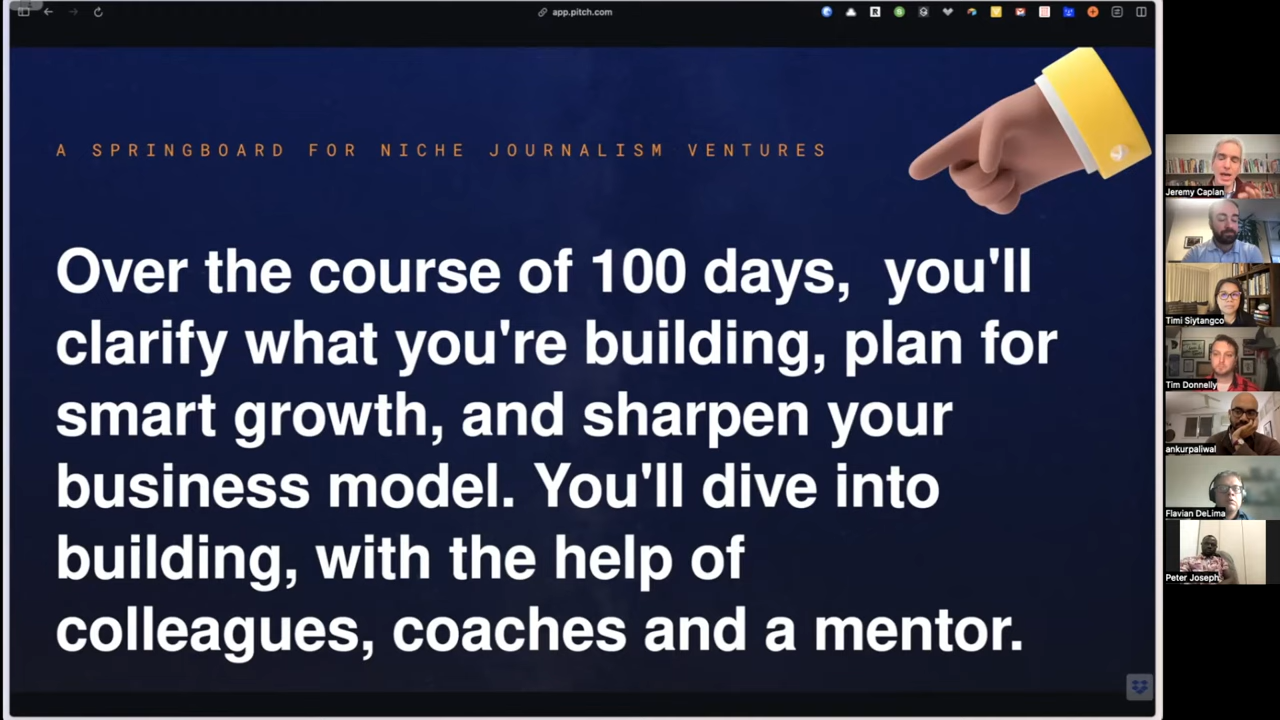 app.pitch.com
A SPRINGBOARD FOR NICHE JOURNALISM VENTURES
Over the course of 100 days, you'll
clarify what you're building, plan for
smart growth, and sharpen your
business model. You'll dive into
building, with the help of
colleagues, coaches and a mentor.
Jeremy Caplan
Timi Siytangco
Tim Donnelly
ankurpaliwal
Flavian DeLima
Peter Joseph